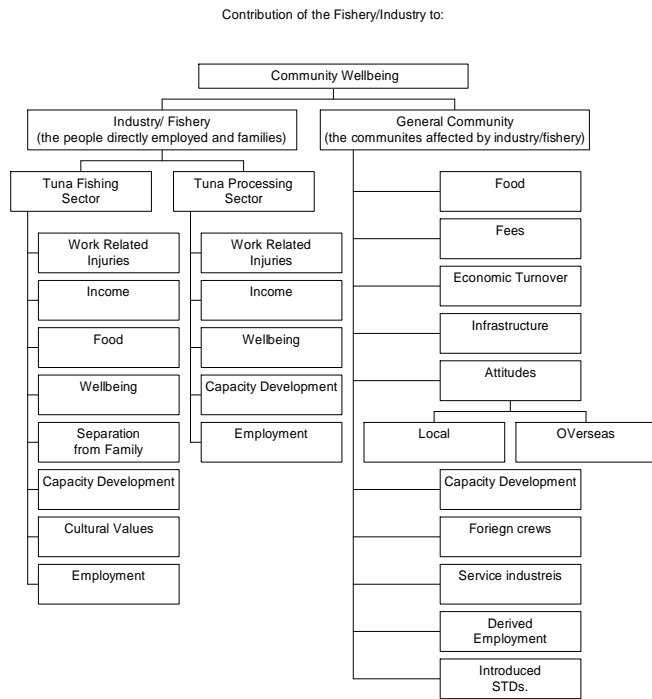 Contribution of the Fishery/Industry to:
Community Wellbeing
Industry/ Fishery
(the people directly employed and families)
General Community
(the communites affected by industry/fishery)
Tuna Fishing
Sector
Tuna Processing
Sector
Work Related
Injuries
Income
Food
Wellbeing
Separation
from Family
Capacity Development
Cultural Values
Employment
Work Related
Injuries
Income
Wellbeing
Capacity Development
Employment
Food
Fees
Economic Turnover
Infrastructure
Attitudes
Local
OVerseas
Capacity Development
Foriegn crews
Service industreis
Derived
Employment
Introduced
STDs.